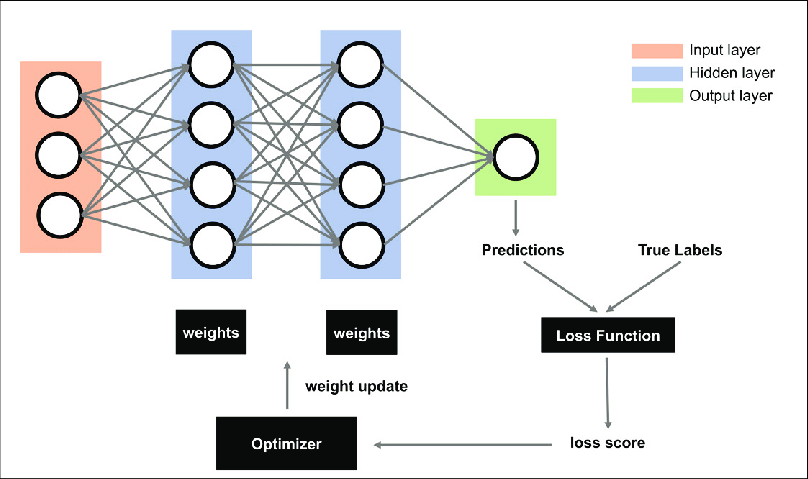 Input layer
Hidden layer
Output layer
Predictions
True Labels
weights
weights
Loss Function
weight update
Optimizer
loss score